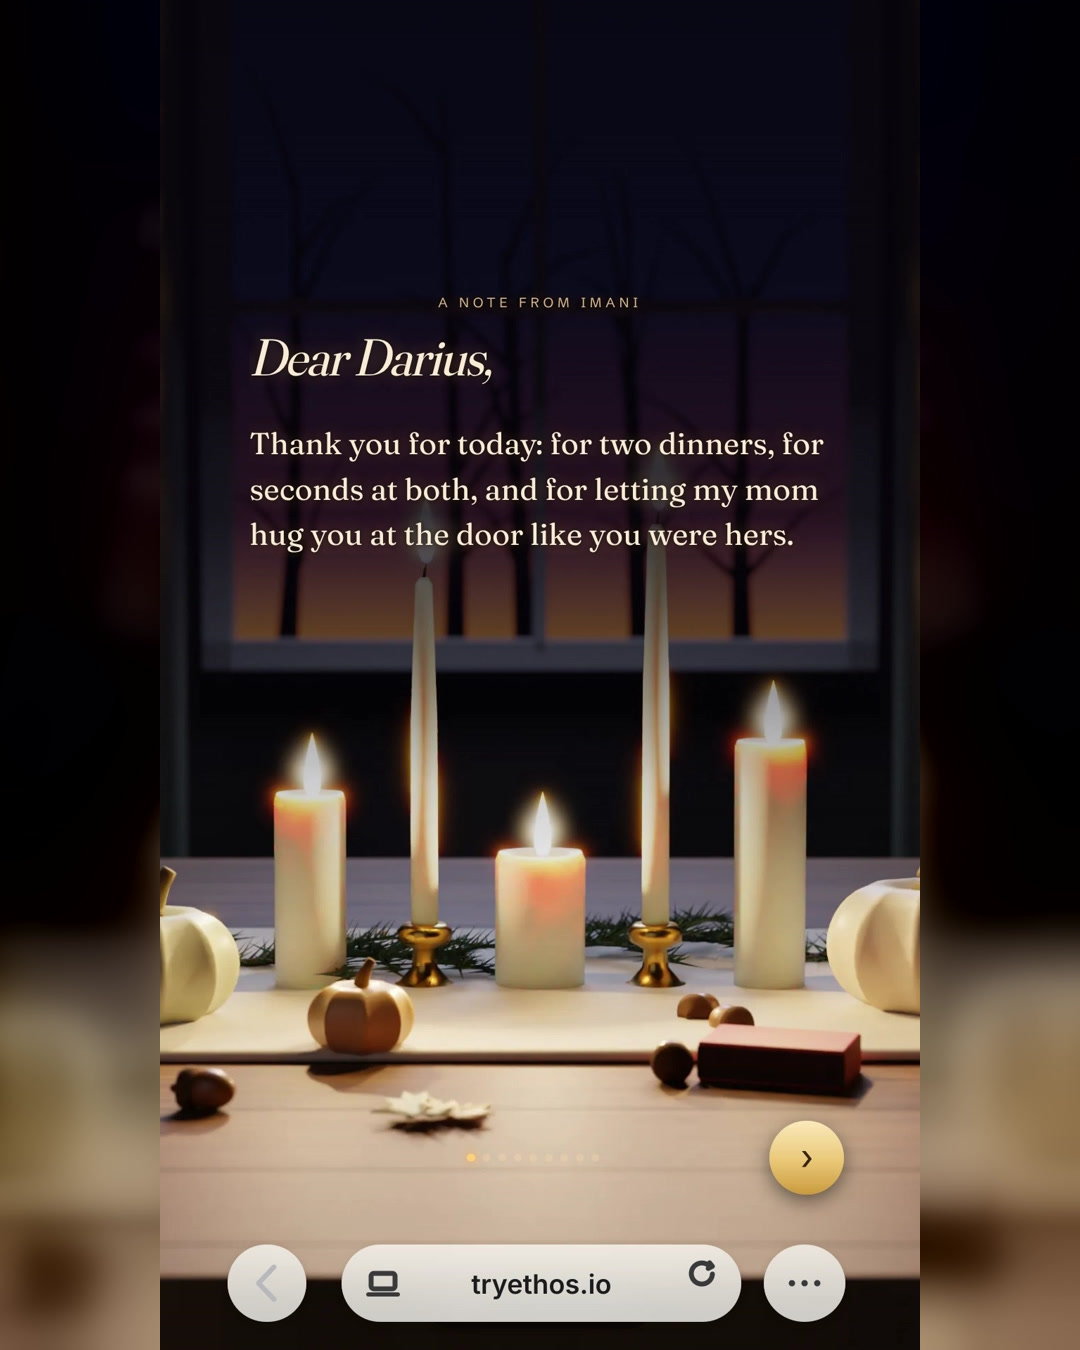 A NOTE FROM IMANI
Dear Darius,
Thank you for today: for two dinners, for
seconds at both, and for letting my mom
hug you at the door like you were hers.
›
tryethos.io